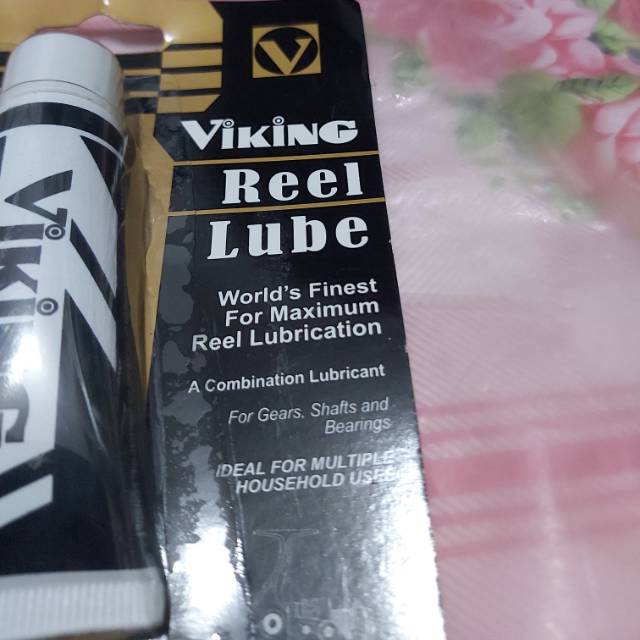 V
VIKING
Reel
Lube
World's Finest
For Maximum
Reel Lubrication
A Combination Lubricant
For Gears. Shafts and
Bearings
IDEAL FOR MULTIPLE
HOUSEHOLD USE
VIKING